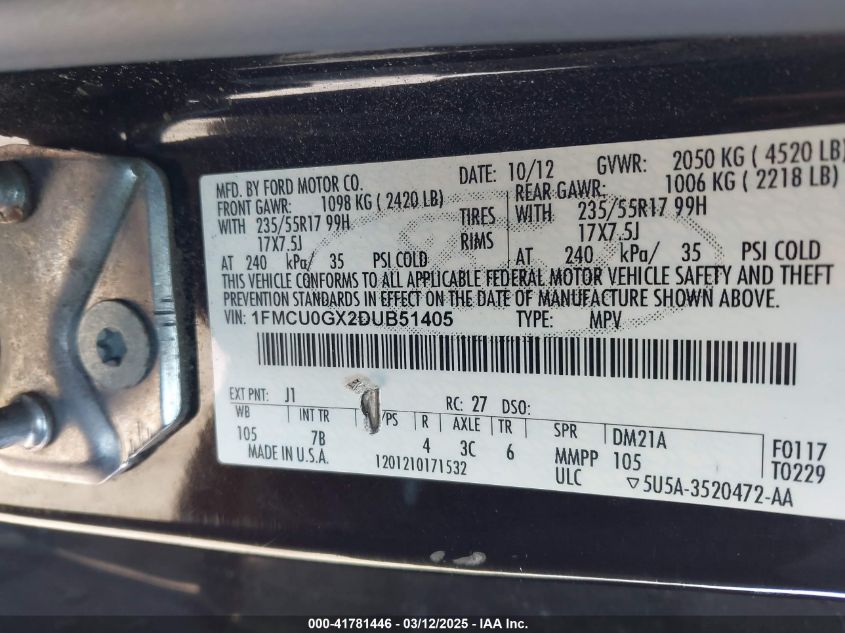 MFD. BY FORD MOTOR CO. DATE: 10/12 GVWR: 2050 KG ( 4520 LB)
FRONT GAWR: 1098 KG ( 2420 LB) REAR GAWR: 1006 KG ( 2218 LB)
WITH 235/55R17 99H TIRES WITH 235/55R17 99H
17X7.5J RIMS 17X7.5J
AT 240 kPa/ 35 PSI COLD AT 240 kPa/ 35 PSI COLD
THIS VEHICLE CONFORMS TO ALL APPLICABLE FEDERAL MOTOR VEHICLE SAFETY AND THEFT
PREVENTION STANDARDS IN EFFECT ON THE DATE OF MANUFACTURE SHOWN ABOVE.
VIN: 1FMCU0GX2DUB51405 TYPE: MPV
EXT PNT: J1 RC: 27 DSO:
WB INT TR /PS R AXLE TR SPR DM21A F0117
105 7B 4 3C 6 MMPP 105 T0229
MADE IN U.S.A. 1201210171532 ULC ▽5U5A-3520472-AA
000-41781446 | 03/12/2025 | IAA Inc.